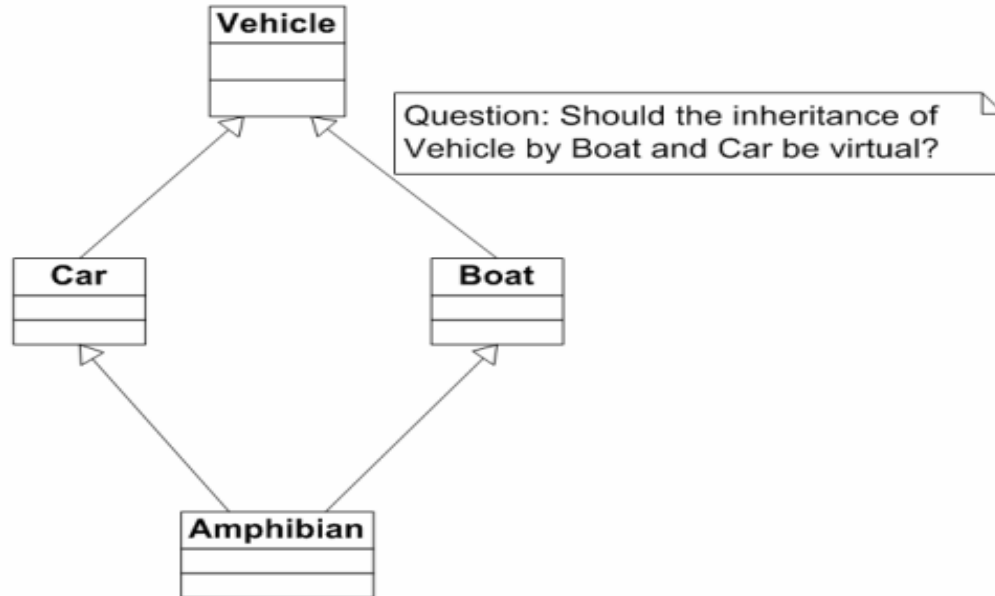 Vehicle
Question: Should the inheritance of
Vehicle by Boat and Car be virtual?
Car
Boat
Amphibian